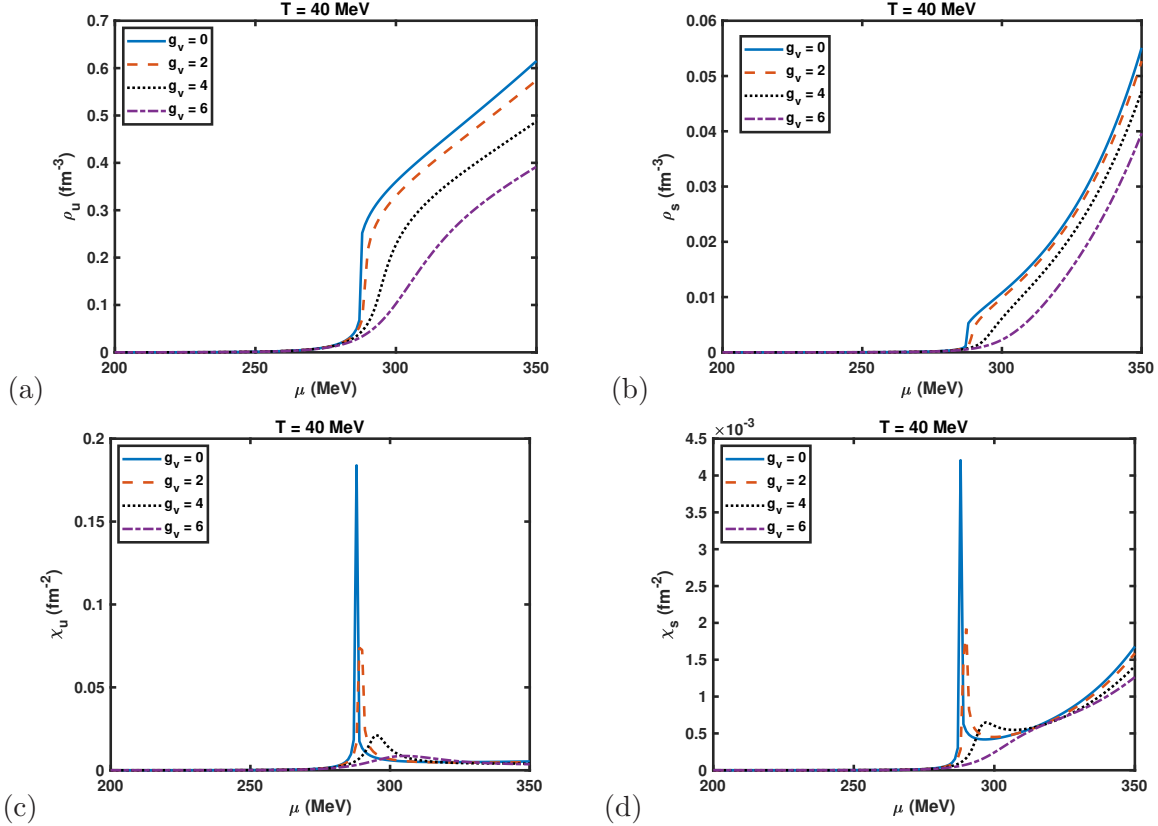 T = 40 MeV
g_v = 0
g_v = 2
g_v = 4
g_v = 6
0.7
0.6
0.5
0.4
0.3
0.2
0.1
0
ρ_u (fm^-3)
200 250 300 350
μ (MeV)
(a)
T = 40 MeV
g_v = 0
g_v = 2
g_v = 4
g_v = 6
0.06
0.05
0.04
0.03
0.02
0.01
0
ρ_s (fm^-3)
200 250 300 350
μ (MeV)
(b)
T = 40 MeV
g_v = 0
g_v = 2
g_v = 4
g_v = 6
0.2
0.15
0.1
0.05
0
χ_u (fm^-2)
200 250 300 350
μ (MeV)
(c)
×10^-3
T = 40 MeV
g_v = 0
g_v = 2
g_v = 4
g_v = 6
4.5
4
3.5
3
2.5
2
1.5
1
0.5
0
χ_s (fm^-2)
200 250 300 350
μ (MeV)
(d)